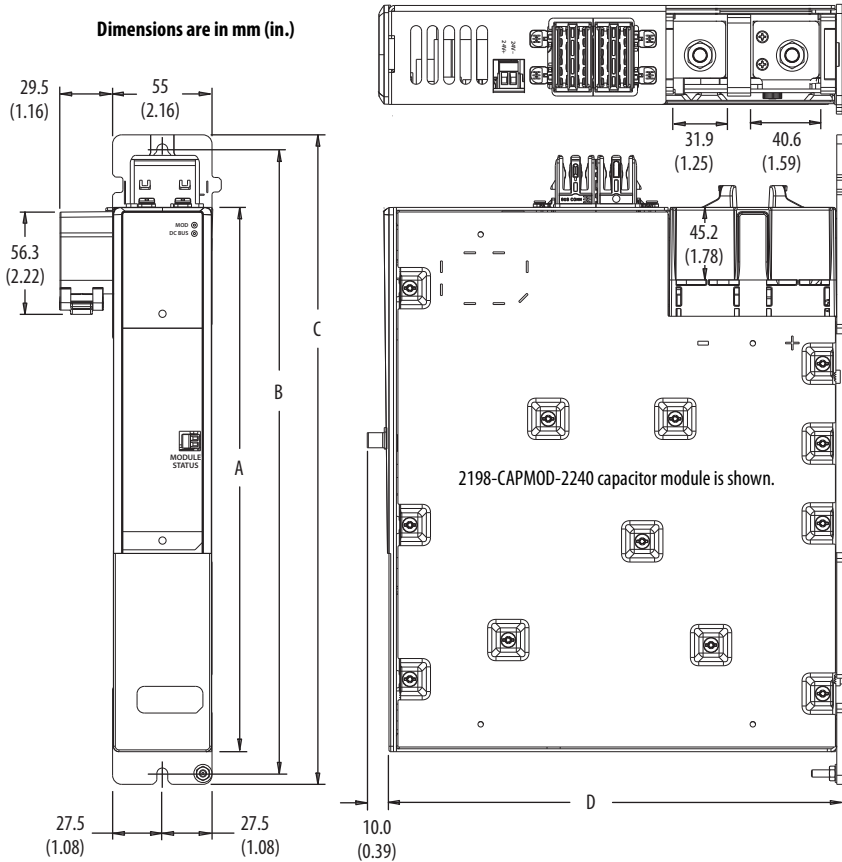 Dimensions are in mm (in.)
29.5
(1.16)
55
(2.16)
24V-
24V+
31.9
(1.25)
40.6
(1.59)
MOD
DC BUS
BUS CONN
56.3
(2.22)
45.2
(1.78)
C
B
A
MODULE
STATUS
2198-CAPMOD-2240 capacitor module is shown.
D
27.5
(1.08)
27.5
(1.08)
10.0
(0.39)